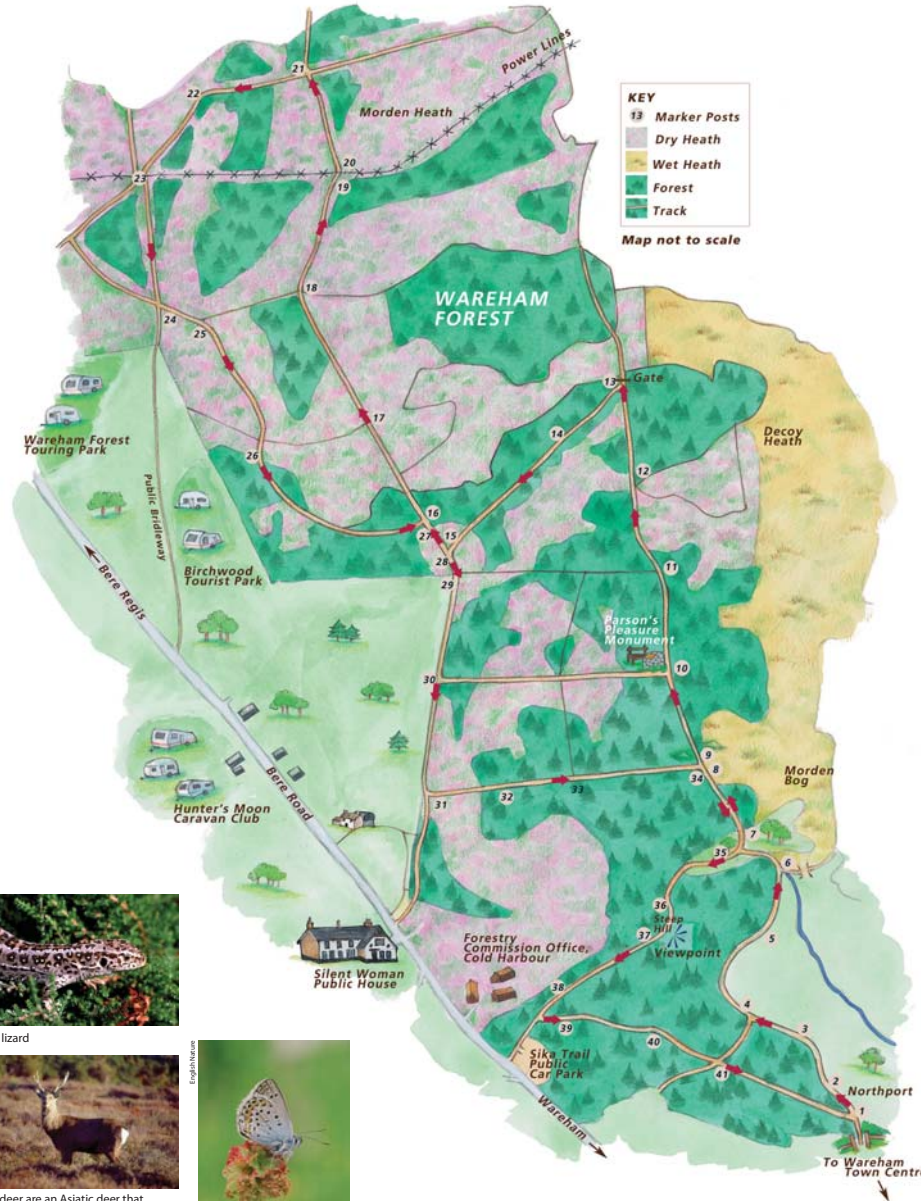 Power Lines
21
22
Morden Heath
KEY
13 Marker Posts
Dry Heath
Wet Heath
Forest
Track
Map not to scale
20
23
19
18
WAREHAM
FOREST
24
25
13
Gate
17
14
Decoy
Heath
Wareham Forest
Touring Park
26
12
Public Bridleway
16
27
15
28
29
11
Birchwood
Tourist Park
Bere Regis
Parson's
Pleasure
Monument
10
30
9
8
34
Morden
Bog
Hunter's Moon
Caravan Club
Bere Road
31
32
33
7
35
6
36
Steep
Hill
37
Viewpoint
5
Silent Woman
Public House
Forestry
Commission Office,
Cold Harbour
38
39
4
3
40
41
2
Northport
1
Sika Trail
Public
Car Park
Wareham
To Wareham
Town Centr
lizard
English Nature
deer are an Asiatic deer that